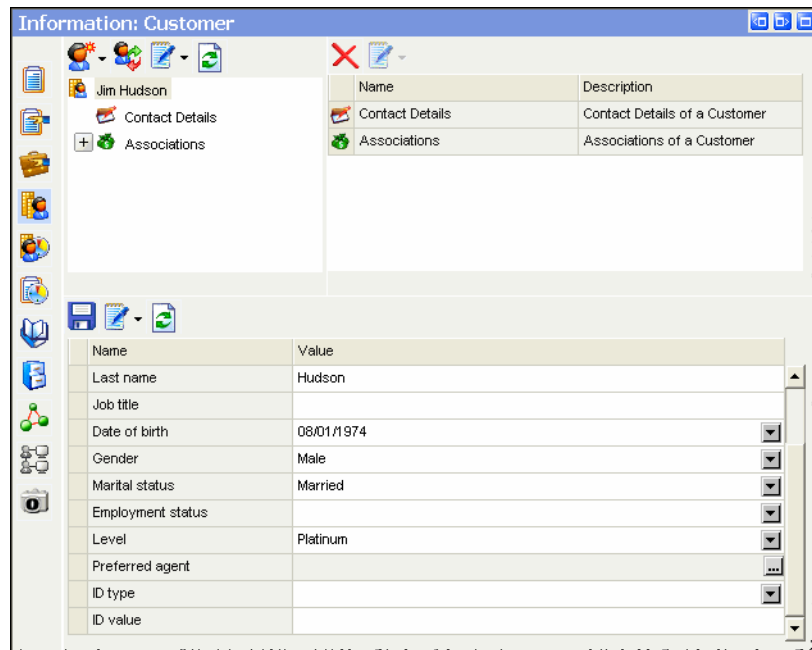 Information: Customer
Jim Hudson
Contact Details
Associations
Name Description
Contact Details Contact Details of a Customer
Associations Associations of a Customer
Name Value
Last name Hudson
Job title
Date of birth 08/01/1974
Gender Male
Marital status Married
Employment status
Level Platinum
Preferred agent ...
ID type
ID value